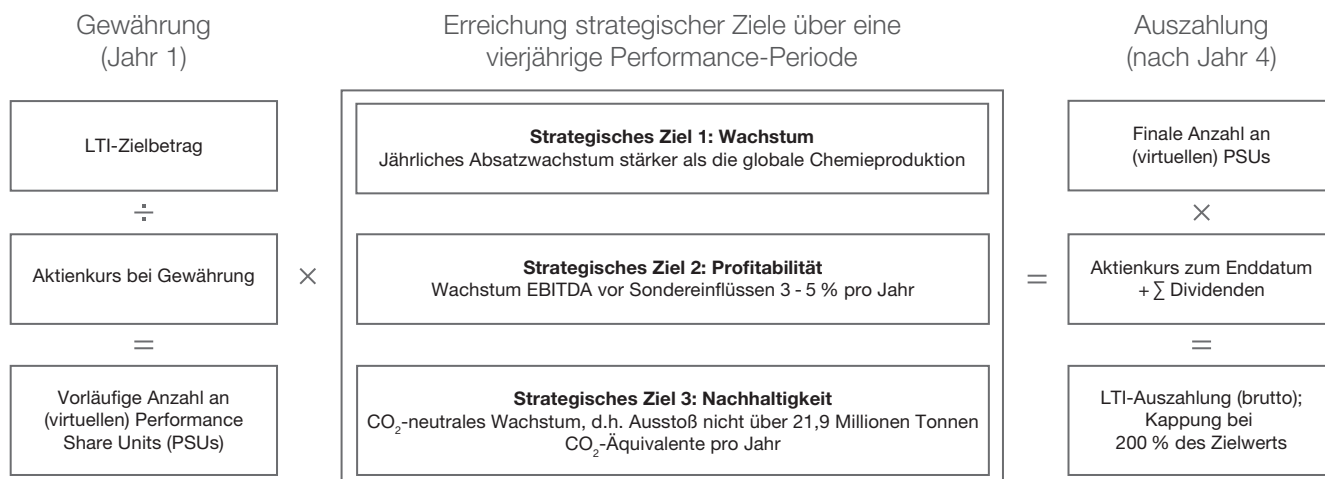 Gewährung
(Jahr 1)
LTI-Zielbetrag
÷
Aktienkurs bei Gewährung
=
Vorläufige Anzahl an
(virtuellen) Performance
Share Units (PSUs)
×
Erreichung strategischer Ziele über eine
vierjährige Performance-Periode
Strategisches Ziel 1: Wachstum
Jährliches Absatzwachstum stärker als die globale Chemieproduktion
Strategisches Ziel 2: Profitabilität
Wachstum EBITDA vor Sondereinflüssen 3 - 5 % pro Jahr
Strategisches Ziel 3: Nachhaltigkeit
CO₂-neutrales Wachstum, d.h. Ausstoß nicht über 21,9 Millionen Tonnen
CO₂-Äquivalente pro Jahr
=
Auszahlung
(nach Jahr 4)
Finale Anzahl an
(virtuellen) PSUs
×
Aktienkurs zum Enddatum
+ ∑ Dividenden
=
LTI-Auszahlung (brutto);
Kappung bei
200 % des Zielwerts